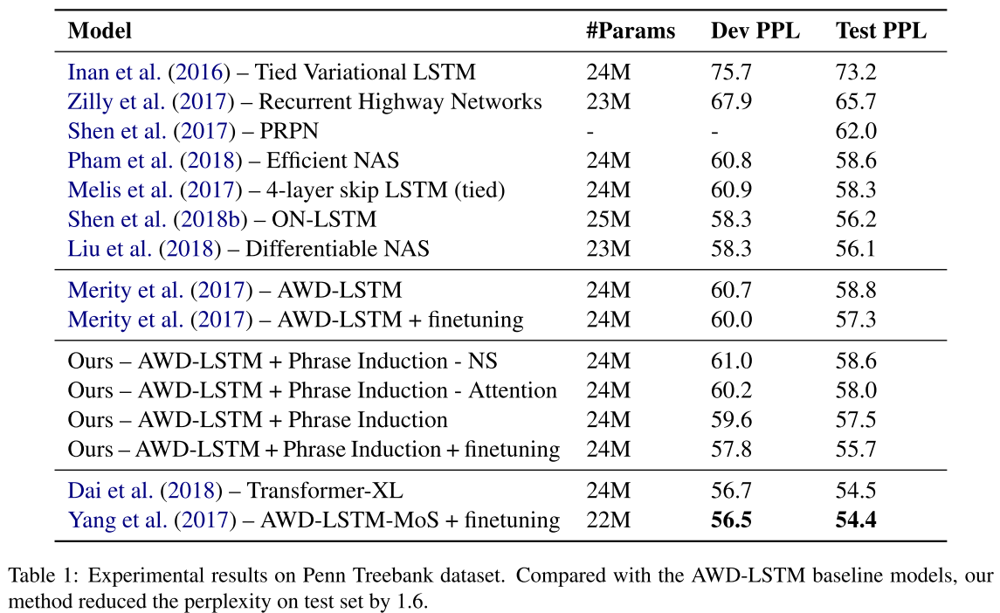 Model #Params Dev PPL Test PPL
Inan et al. (2016) – Tied Variational LSTM 24M 75.7 73.2
Zilly et al. (2017) – Recurrent Highway Networks 23M 67.9 65.7
Shen et al. (2017) – PRPN - - 62.0
Pham et al. (2018) – Efficient NAS 24M 60.8 58.6
Melis et al. (2017) – 4-layer skip LSTM (tied) 24M 60.9 58.3
Shen et al. (2018b) – ON-LSTM 25M 58.3 56.2
Liu et al. (2018) – Differentiable NAS 23M 58.3 56.1
Merity et al. (2017) – AWD-LSTM 24M 60.7 58.8
Merity et al. (2017) – AWD-LSTM + finetuning 24M 60.0 57.3
Ours – AWD-LSTM + Phrase Induction - NS 24M 61.0 58.6
Ours – AWD-LSTM + Phrase Induction - Attention 24M 60.2 58.0
Ours – AWD-LSTM + Phrase Induction 24M 59.6 57.5
Ours – AWD-LSTM + Phrase Induction + finetuning 24M 57.8 55.7
Dai et al. (2018) – Transformer-XL 24M 56.7 54.5
Yang et al. (2017) – AWD-LSTM-MoS + finetuning 22M 56.5 54.4
Table 1: Experimental results on Penn Treebank dataset. Compared with the AWD-LSTM baseline models, our
method reduced the perplexity on test set by 1.6.